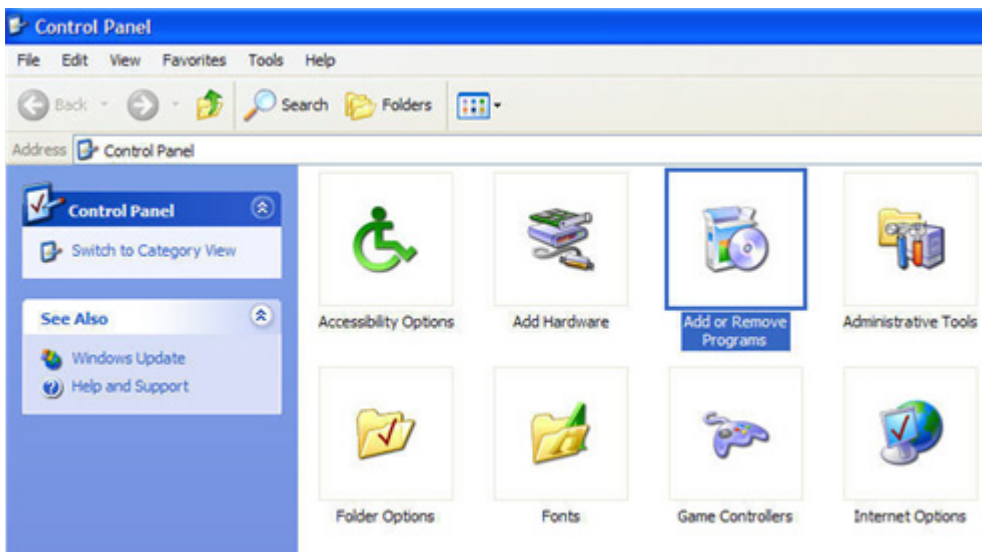 Control Panel
File Edit View Favorites Tools Help
Back Search Folders
Address Control Panel
Control Panel
Switch to Category View
See Also
Windows Update
Help and Support
Accessibility Options Add Hardware Add or Remove Administrative Tools
Programs
Folder Options Fonts Game Controllers Internet Options